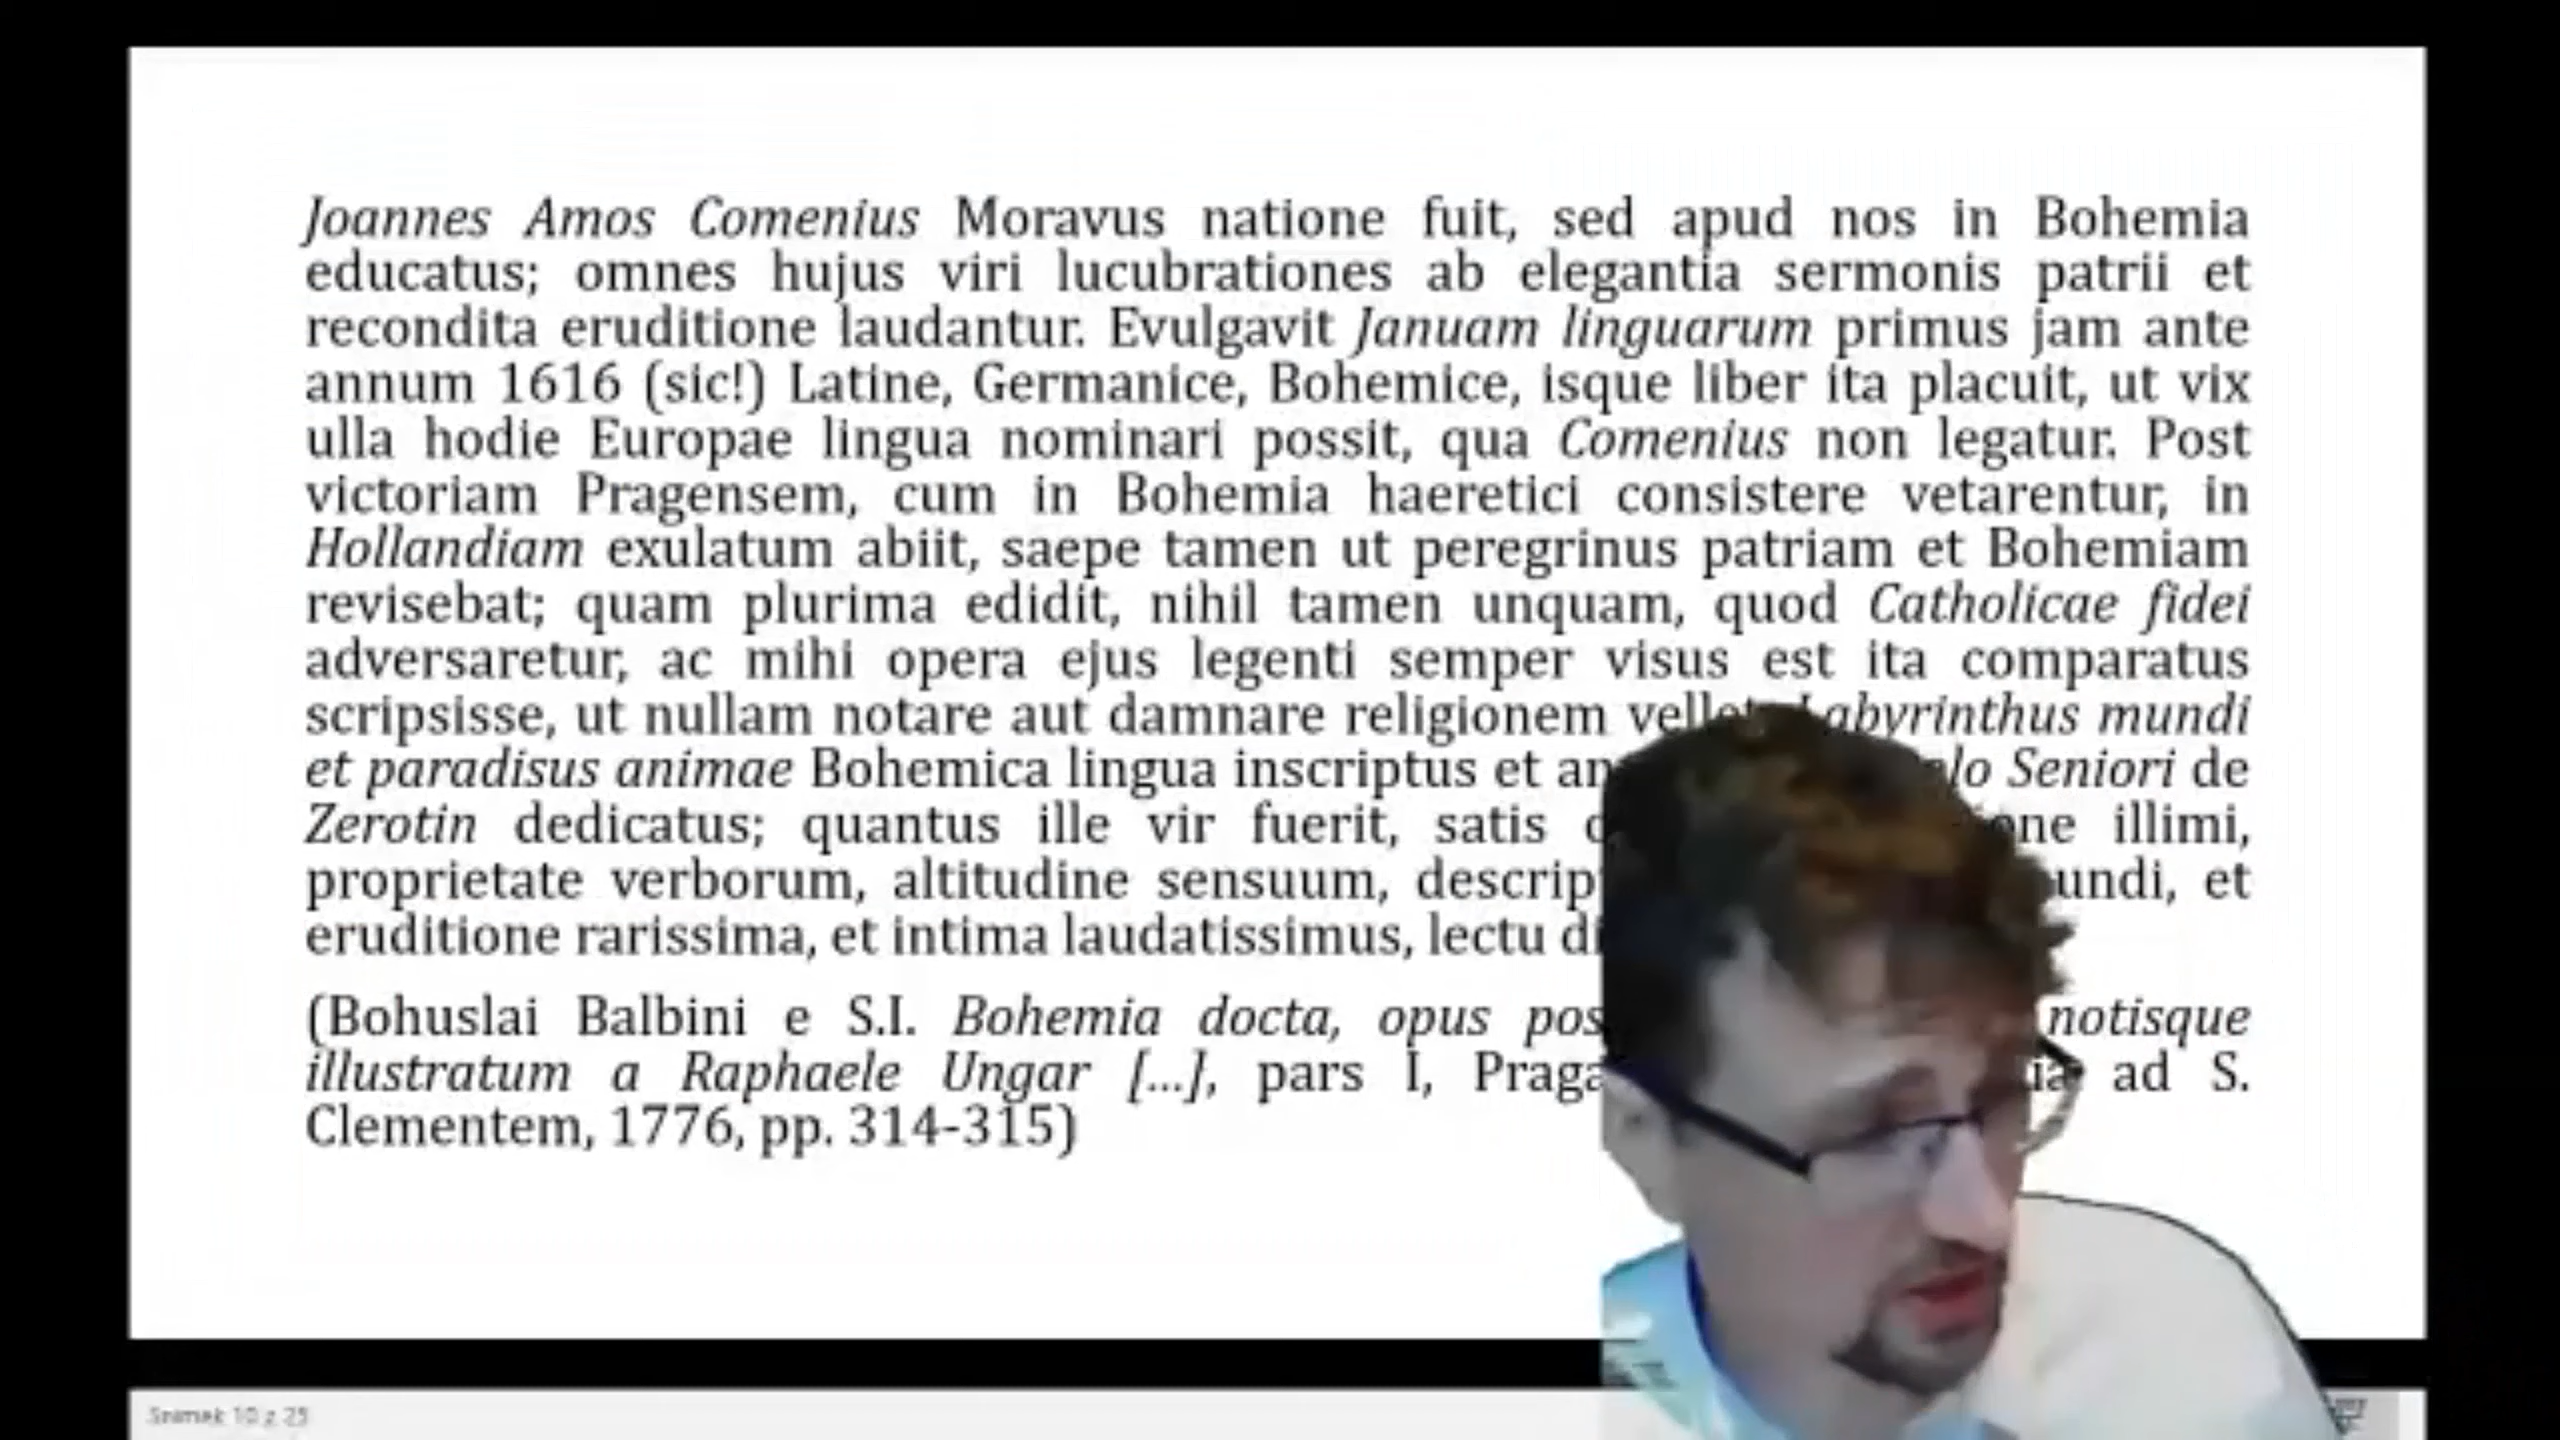 Joannes Amos Comenius Moravus natione fuit, sed apud nos in Bohemia
educatus; omnes hujus viri lucubrationes ab elegantia sermonis patrii et
recondita eruditione laudantur. Evulgavit Januam linguarum primus jam ante
annum 1616 (sic!) Latine, Germanice, Bohemice, isque liber ita placuit, ut vix
ulla hodie Europae lingua nominari possit, qua Comenius non legatur. Post
victoriam Pragensem, cum in Bohemia haeretici consistere vetarentur, in
Hollandiam exulatum abiit, saepe tamen ut peregrinus patriam et Bohemiam
revisebat; quam plurima edidit, nihil tamen unquam, quod Catholicae fidei
adversaretur, ac mihi opera ejus legenti semper visus est ita comparatus
scripsisse, ut nullam notare aut damnare religionem vellet. Labyrinthus mundi
et paradisus animae Bohemica lingua inscriptus et Seniori de
Zerotin dedicatus; quantus ille vir fuerit, satis illimi,
proprietate verborum, altitudine sensuum, et
eruditione rarissima, et intima laudatissimus, lectu
(Bohuslai Balbini e S.I. Bohemia docta, opus notisque
illustratum a Raphaele Ungar [...], pars I, ad S.
Clementem, 1776, pp. 314-315)
Snímek 10 z 25